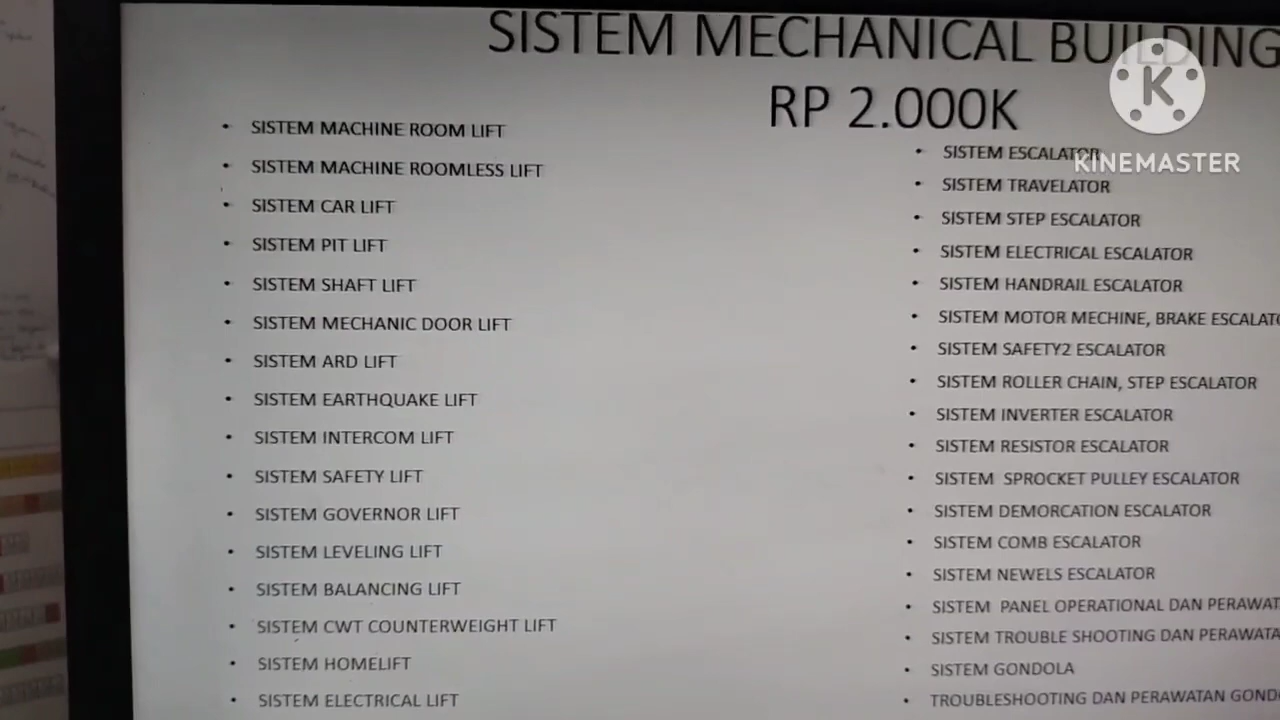 SISTEM MECHANICAL BUILDING
RP 2.000K
SISTEM MACHINE ROOM LIFT
SISTEM MACHINE ROOMLESS LIFT
SISTEM CAR LIFT
SISTEM PIT LIFT
SISTEM SHAFT LIFT
SISTEM MECHANIC DOOR LIFT
SISTEM ARD LIFT
SISTEM EARTHQUAKE LIFT
SISTEM INTERCOM LIFT
SISTEM SAFETY LIFT
SISTEM GOVERNOR LIFT
SISTEM LEVELING LIFT
SISTEM BALANCING LIFT
SISTEM CWT COUNTERWEIGHT LIFT
SISTEM HOMELIFT
SISTEM ELECTRICAL LIFT
SISTEM ESCALATOR
SISTEM TRAVELATOR
SISTEM STEP ESCALATOR
SISTEM ELECTRICAL ESCALATOR
SISTEM HANDRAIL ESCALATOR
SISTEM MOTOR MECHINE, BRAKE ESCALATO
SISTEM SAFETY2 ESCALATOR
SISTEM ROLLER CHAIN, STEP ESCALATOR
SISTEM INVERTER ESCALATOR
SISTEM RESISTOR ESCALATOR
SISTEM SPROCKET PULLEY ESCALATOR
SISTEM DEMORCATION ESCALATOR
SISTEM COMB ESCALATOR
SISTEM NEWELS ESCALATOR
SISTEM PANEL OPERATIONAL DAN PERAWAT
SISTEM TROUBLE SHOOTING DAN PERAWATA
SISTEM GONDOLA
TROUBLESHOOTING DAN PERAWATAN GOND
K
KINEMASTER